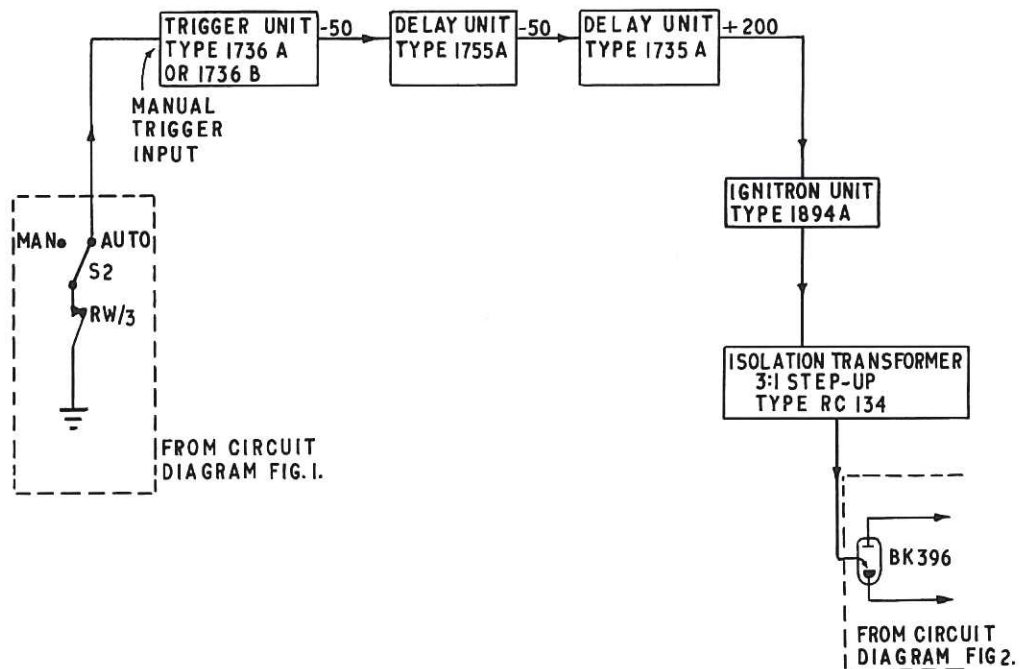 TRIGGER UNIT
TYPE 1736 A
OR 1736 B
-50
DELAY UNIT
TYPE 1755A
-50
DELAY UNIT
TYPE 1735 A
+200
MANUAL
TRIGGER
INPUT
IGNITRON UNIT
TYPE 1894A
MAN
AUTO
S2
RW/3
ISOLATION TRANSFORMER
3:1 STEP-UP
TYPE RC 134
FROM CIRCUIT
DIAGRAM FIG.1.
BK396
FROM CIRCUIT
DIAGRAM FIG2.